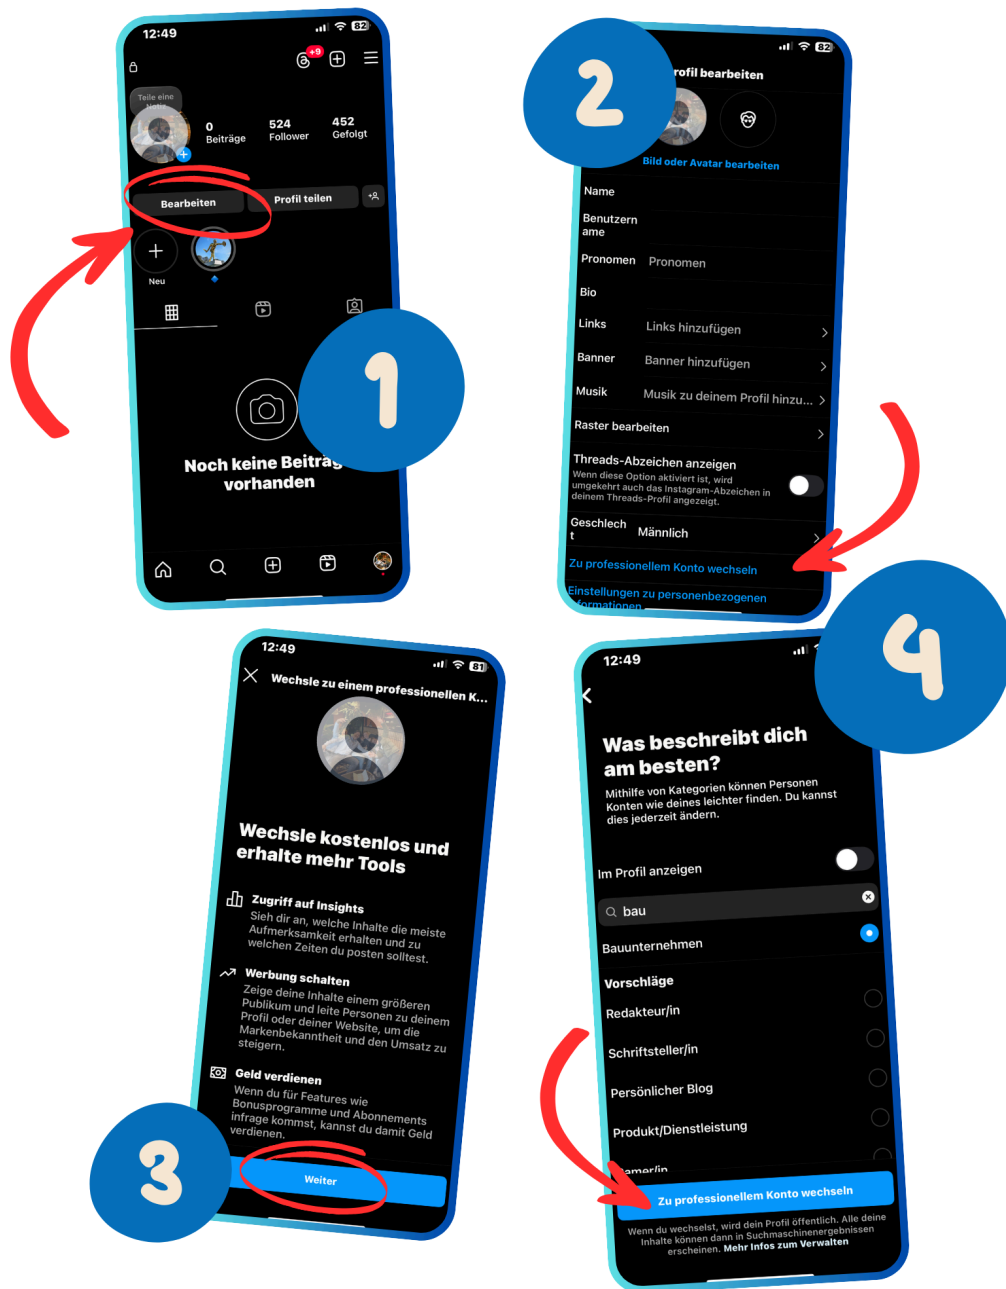 12:49
82
+9
Teile eine
Notiz
0
Beiträge
524
Follower
452
Gefolgt
Bearbeiten
Profil teilen
Neu
1
Noch keine
vorhanden
2
82
rofil bearbeiten
Bild oder Avatar bearbeiten
Name
Benutzern
ame
Pronomen
Pronomen
Bio
Links
Links hinzufügen
Banner
Banner hinzufügen
Musik
Musik zu deinem Profil hinzu...
Raster bearbeiten
Threads-Abzeichen anzeigen
Wenn diese Option aktiviert ist, wird
umgekehrt auch das Instagram-Abzeichen in
deinem Threads-Profil angezeigt.
Geschlech
t
Männlich
Zu professionellem Konto wechseln
Einstellungen zu personenbezogenen
nformationen
12:49
81
Wechsle zu einem professionellen K...
Wechsle kostenlos und
erhalte mehr Tools
Zugriff auf Insights
Sieh dir an, welche Inhalte die meiste
Aufmerksamkeit erhalten und zu
welchen Zeiten du posten solltest.
Werbung schalten
Zeige deine Inhalte einem größeren
Publikum und leite Personen zu deinem
Profil oder deiner Website, um die
Markenbekanntheit und den Umsatz zu
steigern.
Geld verdienen
Wenn du für Features wie
Bonusprogramme und Abonnements
infrage kommst, kannst du damit Geld
verdienen.
3
Weiter
12:49
4
Was beschreibt dich
am besten?
Mithilfe von Kategorien können Personen
Konten wie deines leichter finden. Du kannst
dies jederzeit ändern.
Im Profil anzeigen
bau
Bauunternehmen
Vorschläge
Redakteur/in
Schriftsteller/in
Persönlicher Blog
Produkt/Dienstleistung
amer/in
Zu professionellem Konto wechseln
Wenn du wechselst, wird dein Profil öffentlich. Alle deine
Inhalte können dann in Suchmaschinenergebnissen
erscheinen. Mehr Infos zum Verwalten